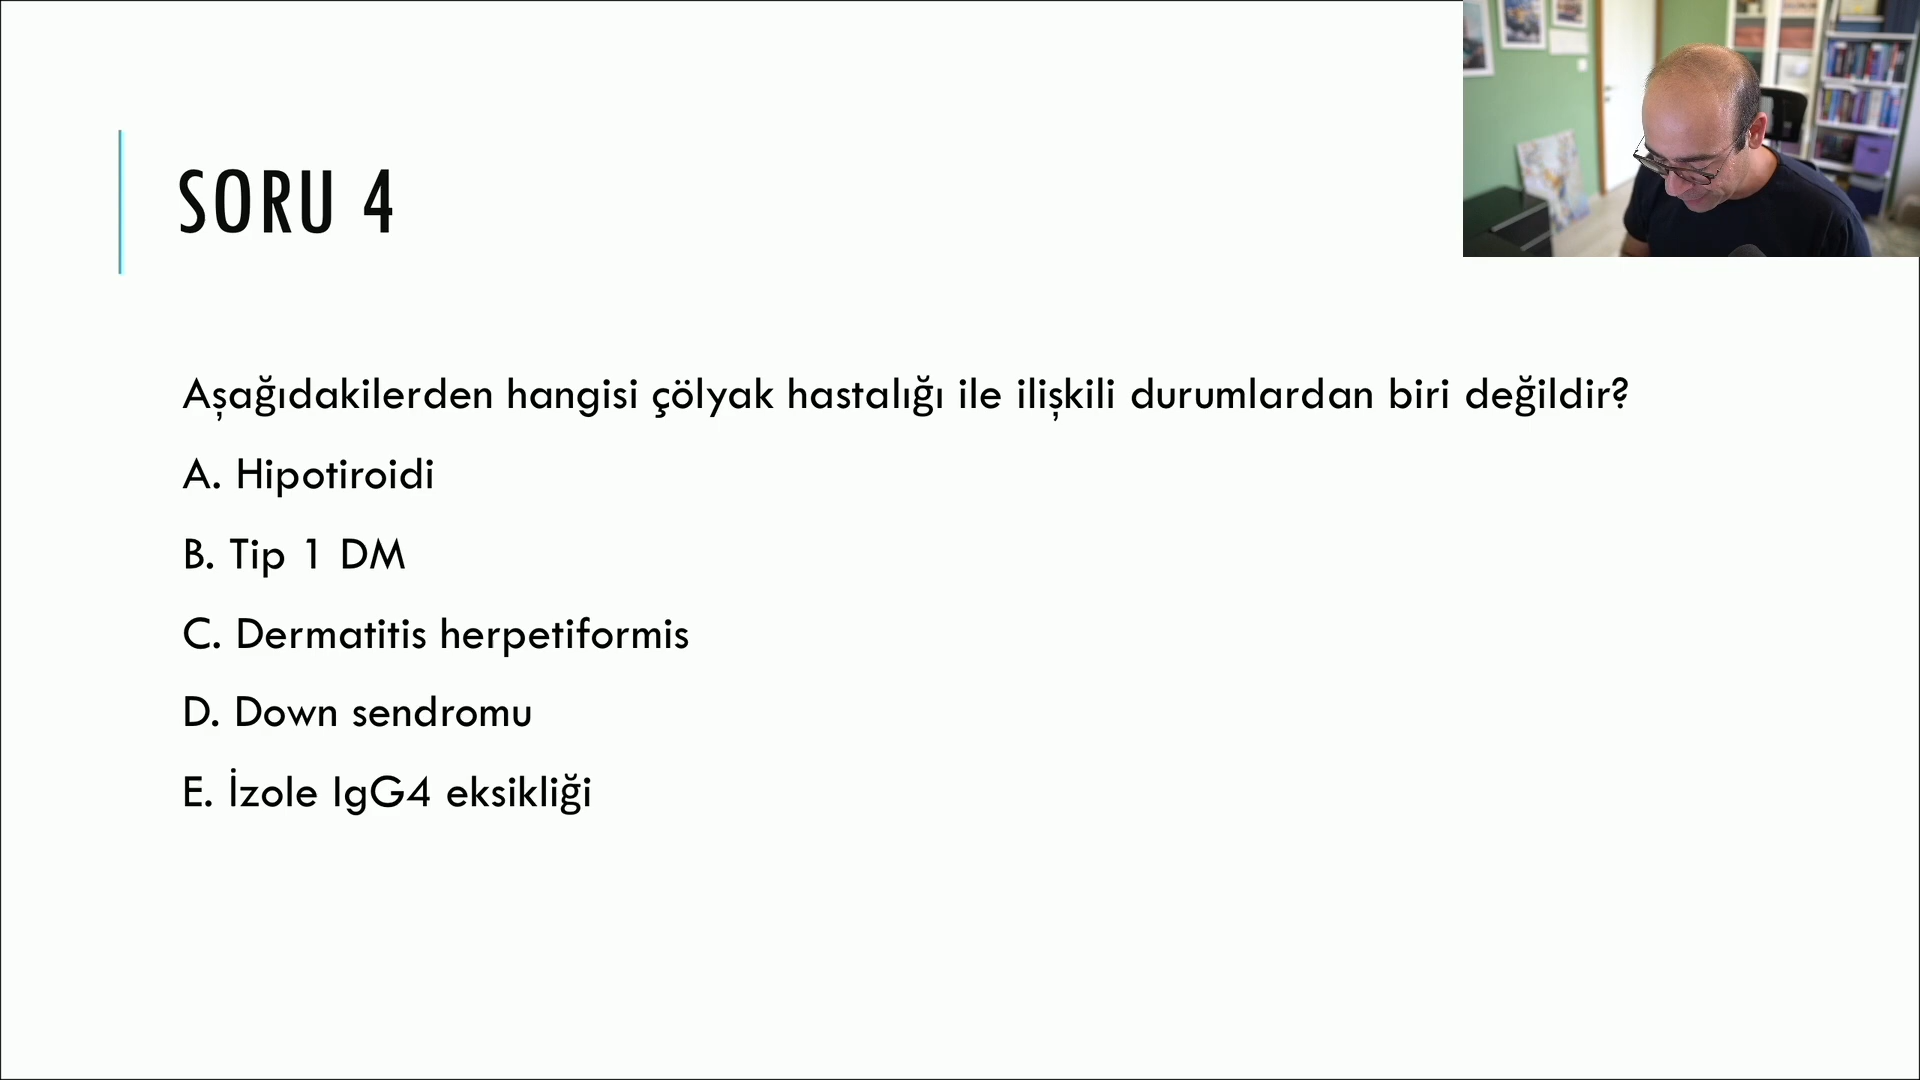 SORU 4
Aşağıdakilerden hangisi çölyak hastalığı ile ilişkili durumlardan biri değildir?
A. Hipotiroidi
B. Tip 1 DM
C. Dermatitis herpetiformis
D. Down sendromu
E. İzole IgG4 eksikliği